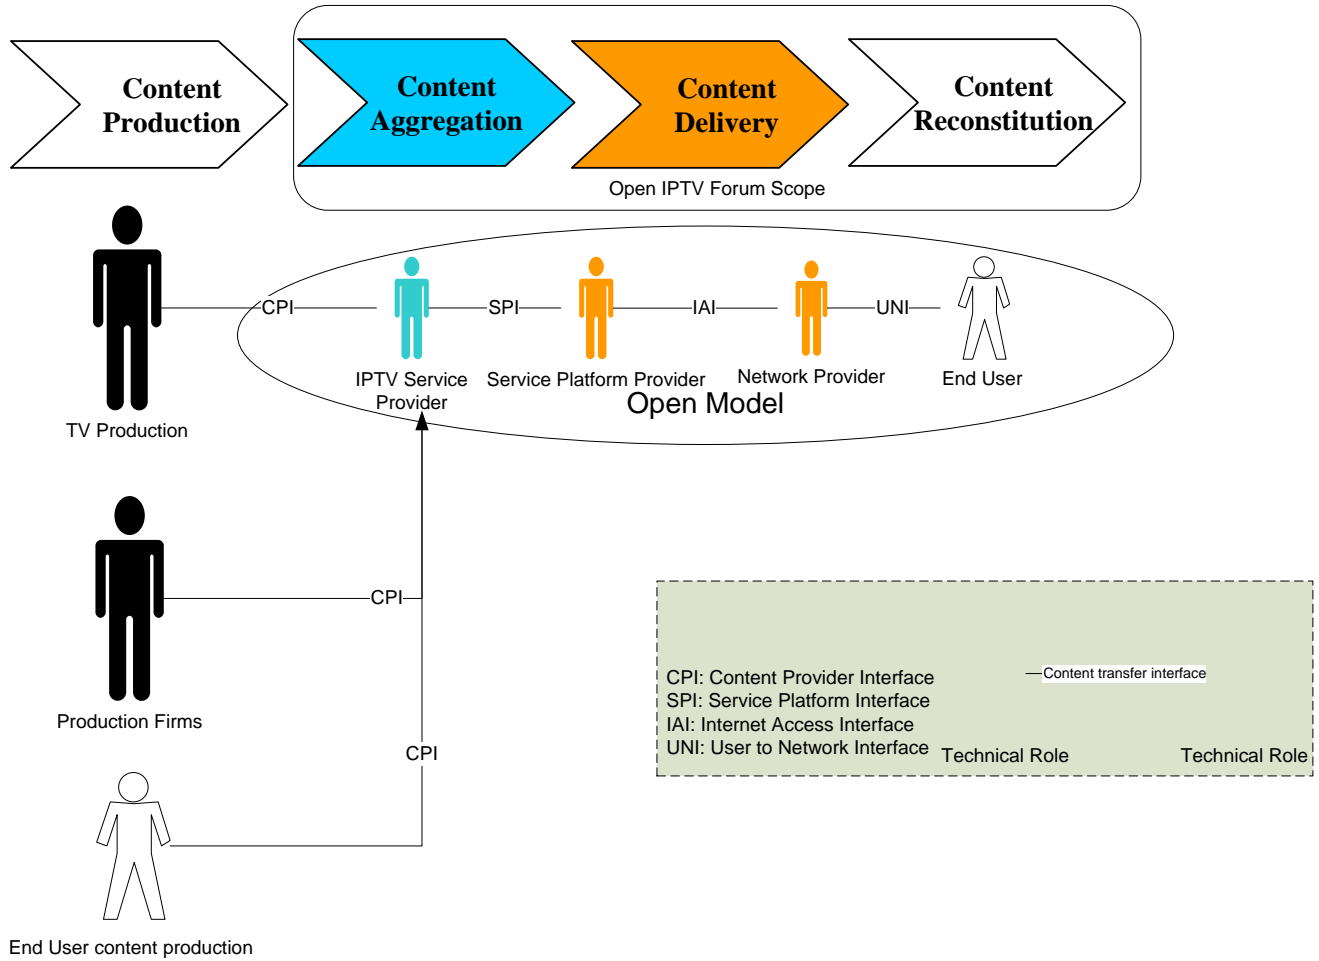 Content
Production
Content
Aggregation
Content
Delivery
Content
Reconstitution
Open IPTV Forum Scope
CPI
SPI
IAI
UNI
IPTV Service
Provider
Service Platform Provider
Network Provider
End User
Open Model
TV Production
CPI
Production Firms
CPI
End User content production
CPI: Content Provider Interface
SPI: Service Platform Interface
IAI: Internet Access Interface
UNI: User to Network Interface
Content transfer interface
Technical Role
Technical Role